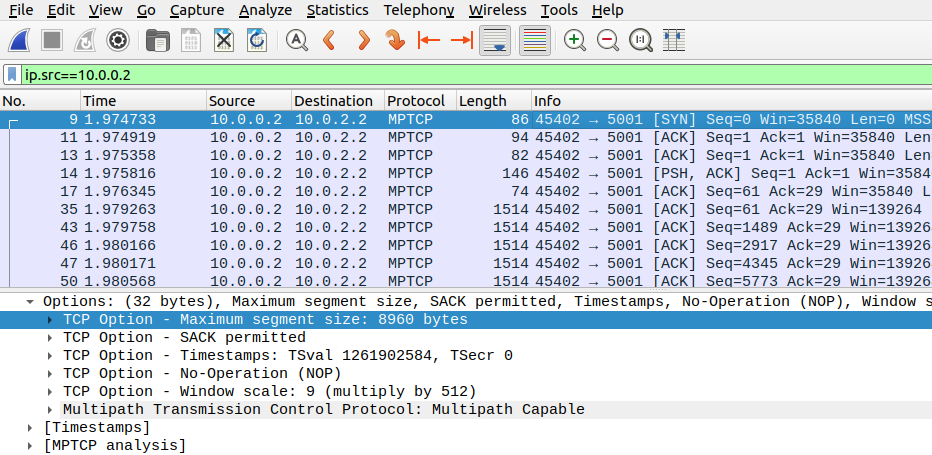 File Edit View Go Capture Analyze Statistics Telephony Wireless Tools Help
ip.src==10.0.0.2
No. Time Source Destination Protocol Length Info
9 1.974733 10.0.0.2 10.0.2.2 MPTCP 86 45402 → 5001 [SYN] Seq=0 Win=35840 Len=0 MSS
11 1.974919 10.0.0.2 10.0.2.2 MPTCP 94 45402 → 5001 [ACK] Seq=1 Ack=1 Win=35840 Len
13 1.975358 10.0.0.2 10.0.2.2 MPTCP 82 45402 → 5001 [ACK] Seq=1 Ack=1 Win=35840 Len
14 1.975816 10.0.0.2 10.0.2.2 MPTCP 146 45402 → 5001 [PSH, ACK] Seq=1 Ack=1 Win=3584
17 1.976345 10.0.0.2 10.0.2.2 MPTCP 74 45402 → 5001 [ACK] Seq=61 Ack=29 Win=35840 L
35 1.979263 10.0.0.2 10.0.2.2 MPTCP 1514 45402 → 5001 [ACK] Seq=61 Ack=29 Win=139264
43 1.979758 10.0.0.2 10.0.2.2 MPTCP 1514 45402 → 5001 [ACK] Seq=1489 Ack=29 Win=13926
46 1.980166 10.0.0.2 10.0.2.2 MPTCP 1514 45402 → 5001 [ACK] Seq=2917 Ack=29 Win=13926
47 1.980171 10.0.0.2 10.0.2.2 MPTCP 1514 45402 → 5001 [ACK] Seq=4345 Ack=29 Win=13926
50 1.980568 10.0.0.2 10.0.2.2 MPTCP 1514 45402 → 5001 [ACK] Seq=5773 Ack=29 Win=13926
Options: (32 bytes), Maximum segment size, SACK permitted, Timestamps, No-Operation (NOP), Window s
TCP Option - Maximum segment size: 8960 bytes
TCP Option - SACK permitted
TCP Option - Timestamps: TSval 1261902584, TSecr 0
TCP Option - No-Operation (NOP)
TCP Option - Window scale: 9 (multiply by 512)
Multipath Transmission Control Protocol: Multipath Capable
[Timestamps]
[MPTCP analysis]